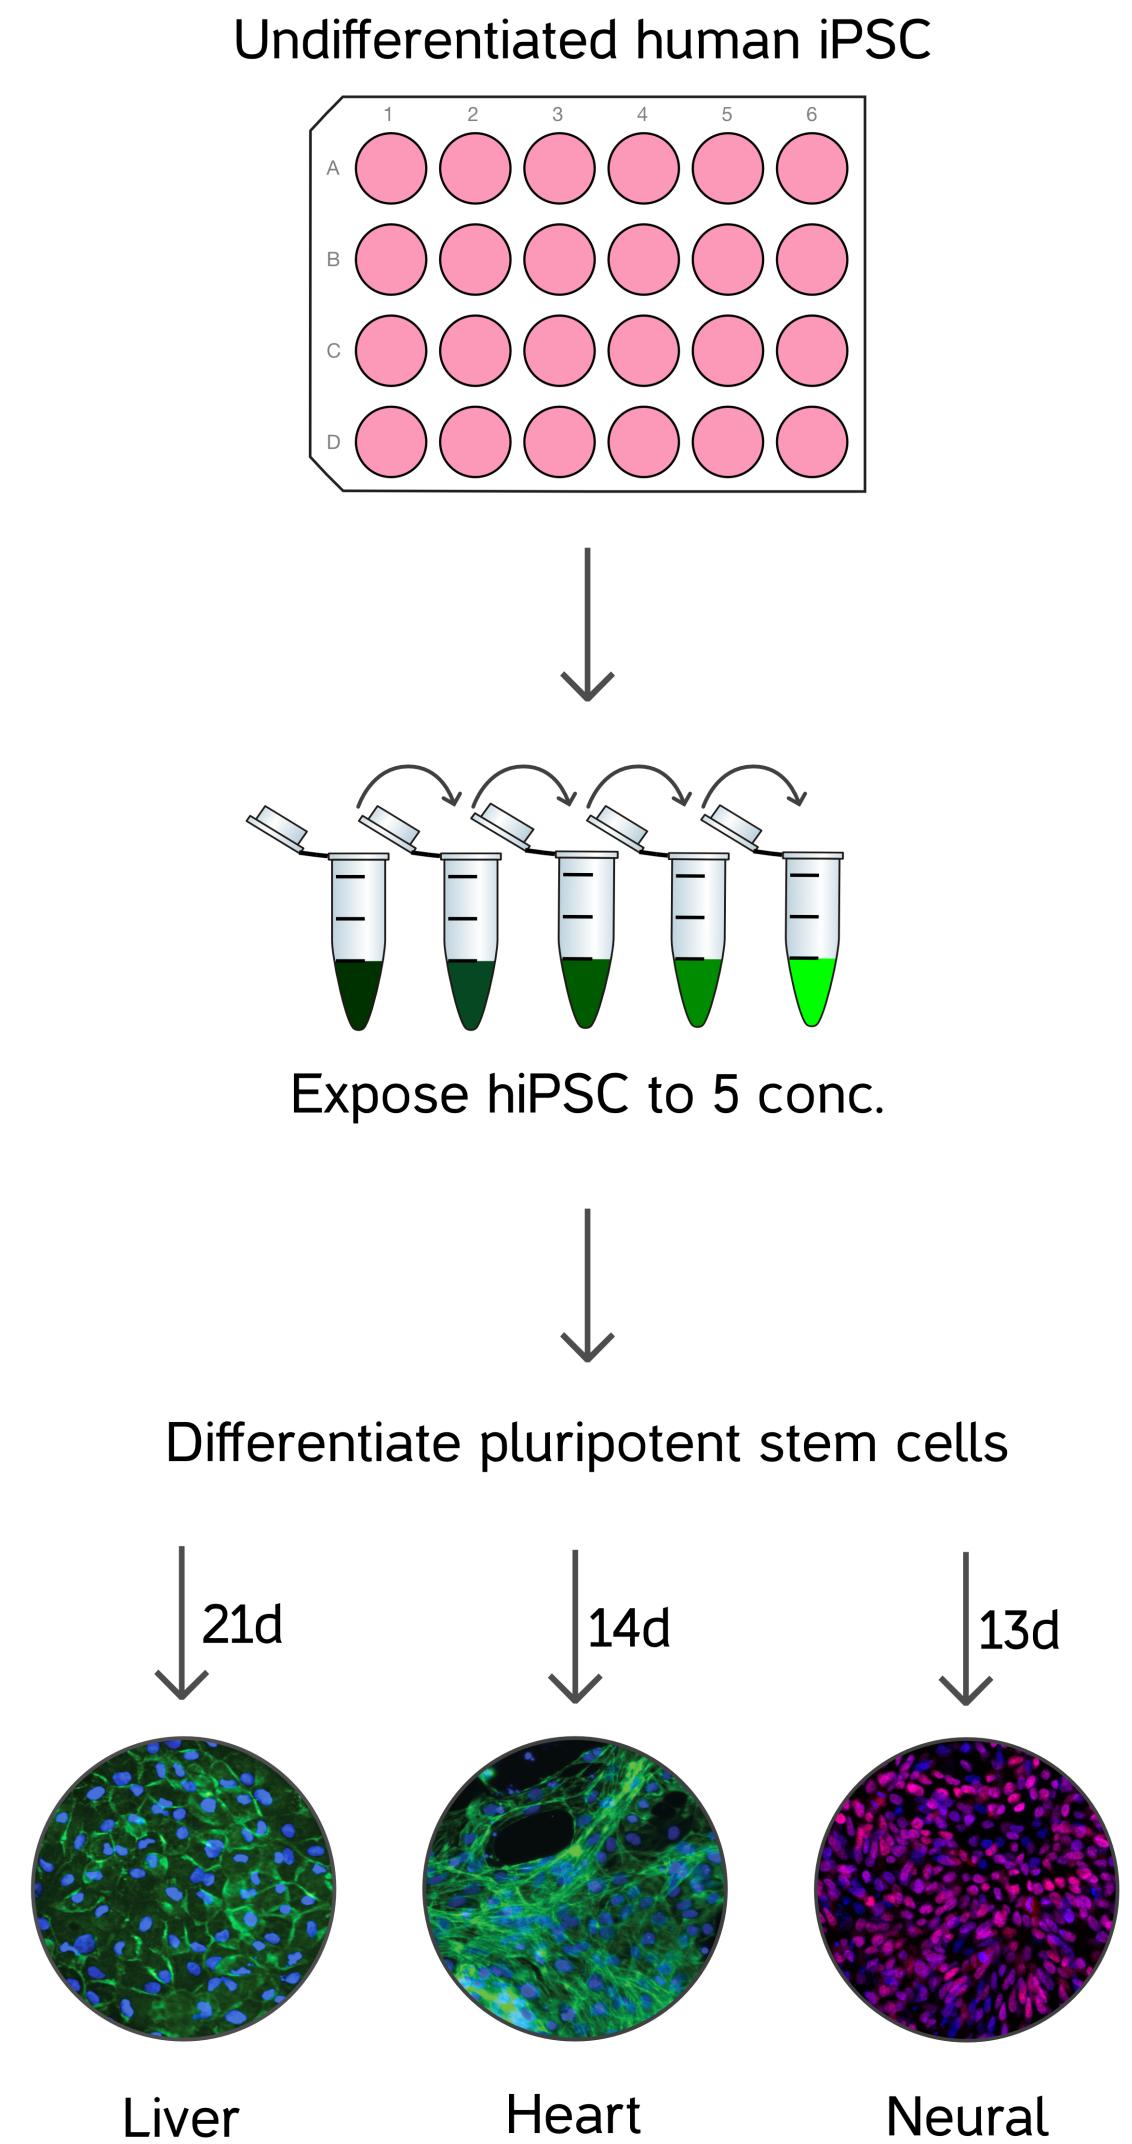 Undifferentiated human iPSC
1 2 3 4 5 6
A
B
C
D
Expose hiPSC to 5 conc.
Differentiate pluripotent stem cells
21d 14d 13d
Liver Heart Neural